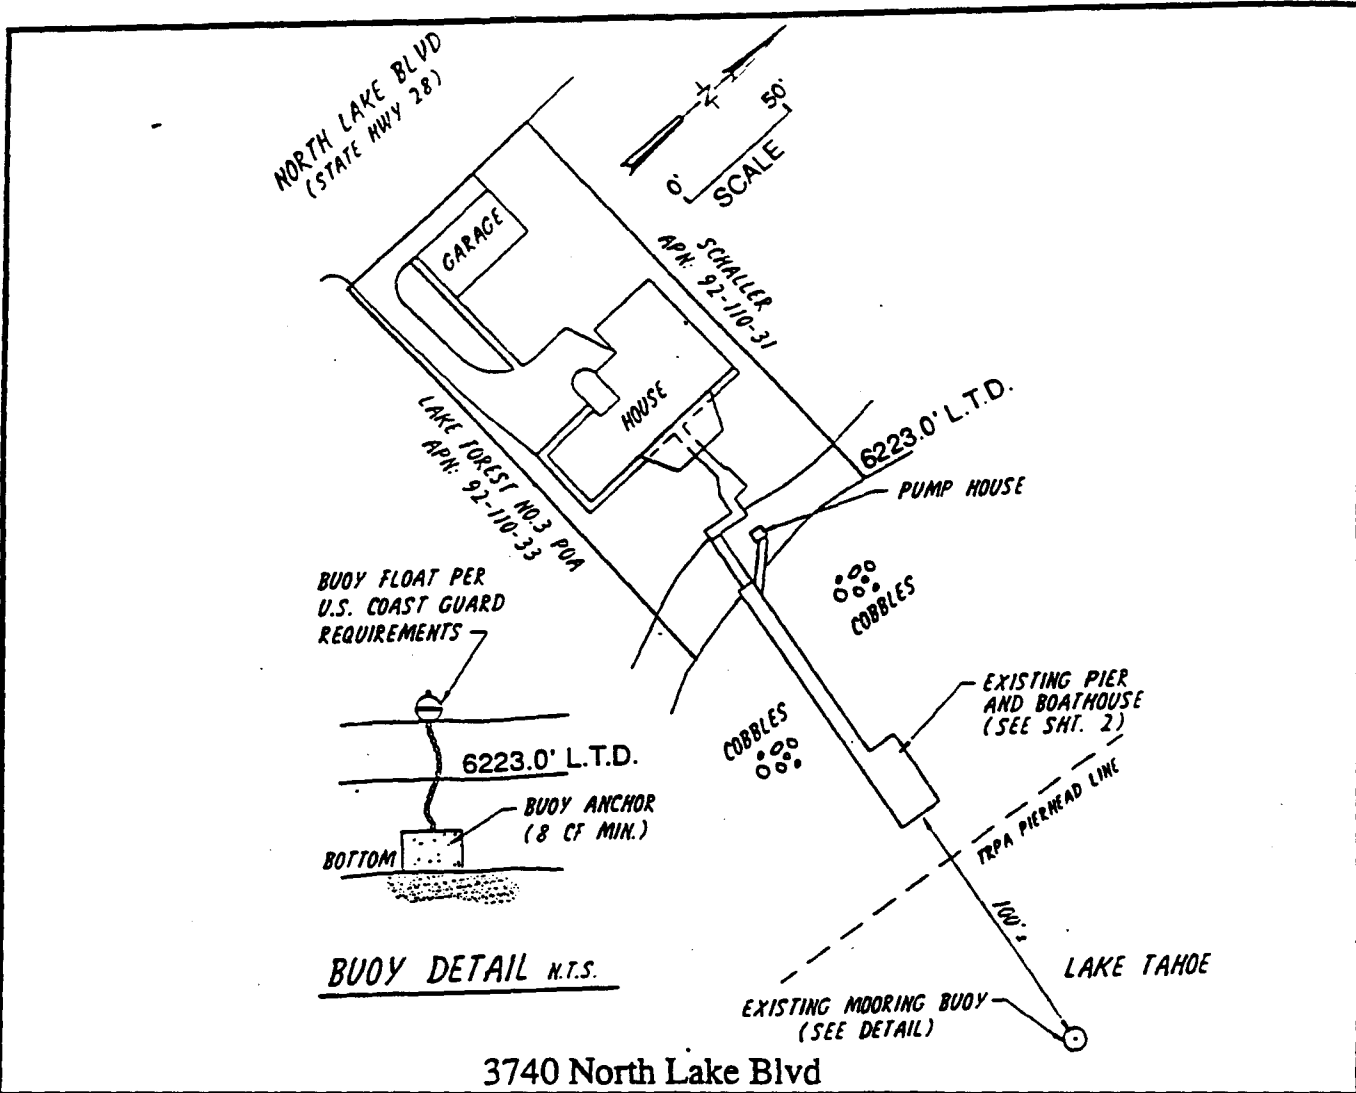 NORTH LAKE BLVD
(STATE HWY 28)
N
0'
50'
SCALE
GARAGE
SCHALLER
APN: 92-110-31
HOUSE
LAKE FOREST NO.3 POA
APN: 92-110-33
6223.0' L.T.D.
PUMP HOUSE
COBBLES
BUOY FLOAT PER
U.S. COAST GUARD
REQUIREMENTS
EXISTING PIER
AND BOATHOUSE
(SEE SHT. 2)
COBBLES
6223.0' L.T.D.
TRPA PIERHEAD LINE
BUOY ANCHOR
(8 CF MIN.)
BOTTOM
100'±
BUOY DETAIL N.T.S.
LAKE TAHOE
EXISTING MOORING BUOY
(SEE DETAIL)
3740 North Lake Blvd